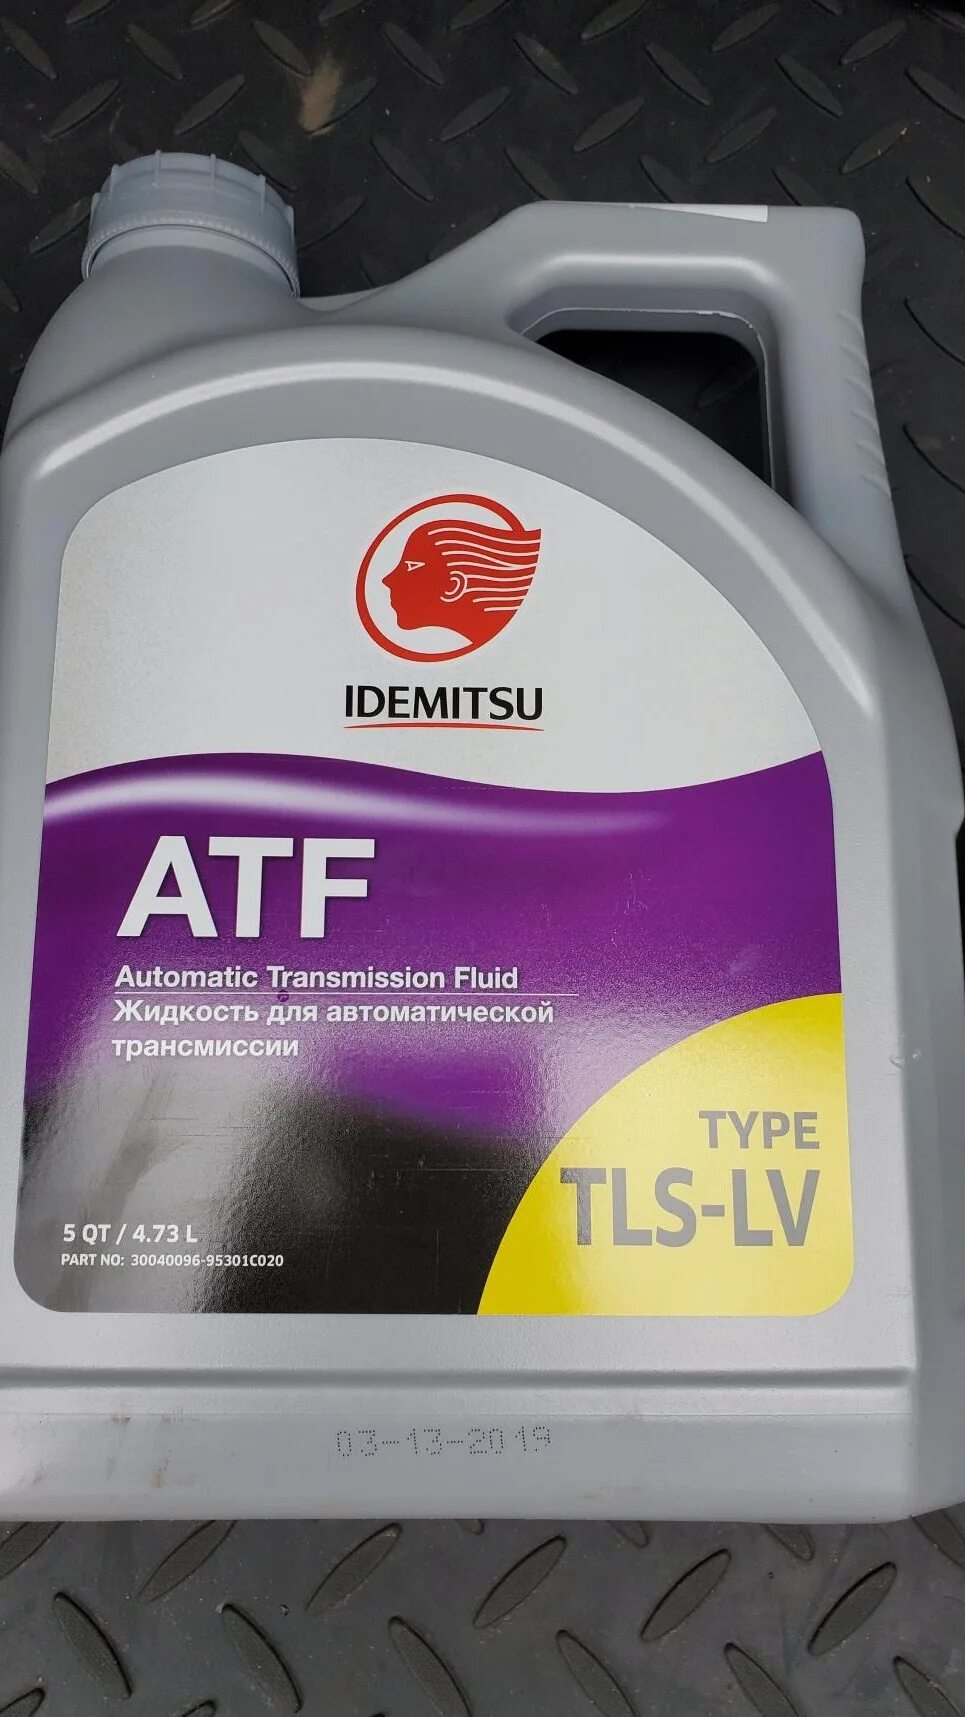 IDEMITSU
ATF
Automatic Transmission Fluid
Жидкость для автоматической
трансмиссии
TYPE
TLS-LV
5 QT / 4.73 L
PART NO: 30040096-95301C020
03-13-2019